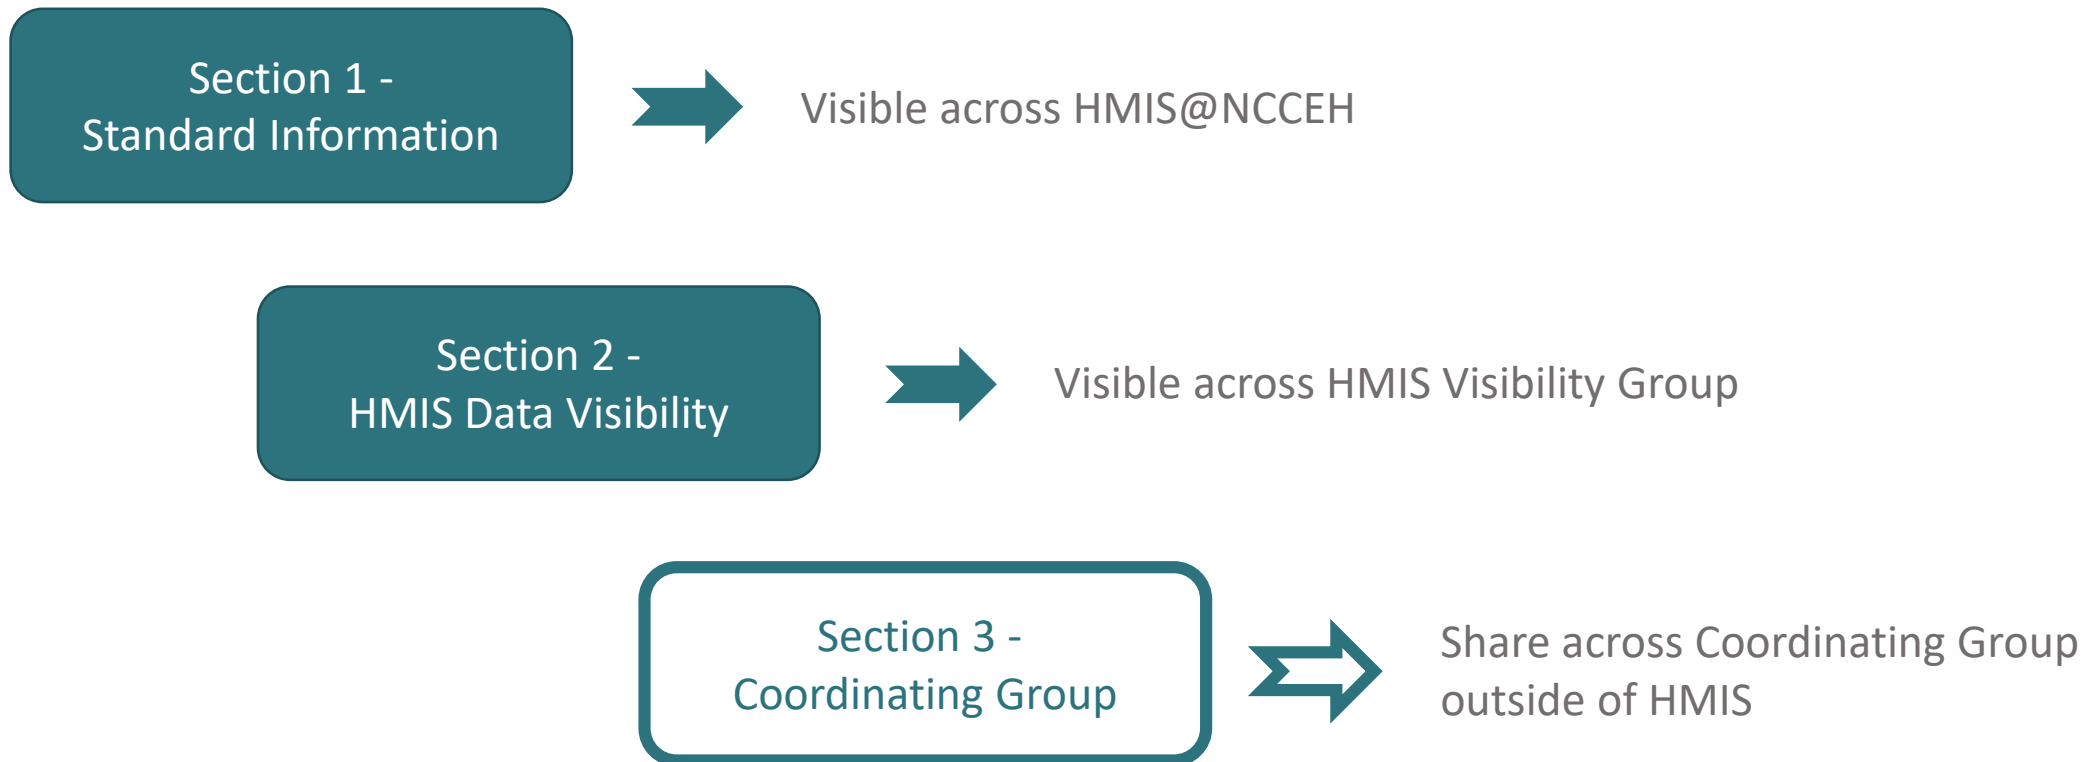 Section 1 -
Standard Information
Visible across HMIS@NCCEH
Section 2 -
HMIS Data Visibility
Visible across HMIS Visibility Group
Section 3 -
Coordinating Group
Share across Coordinating Group
outside of HMIS